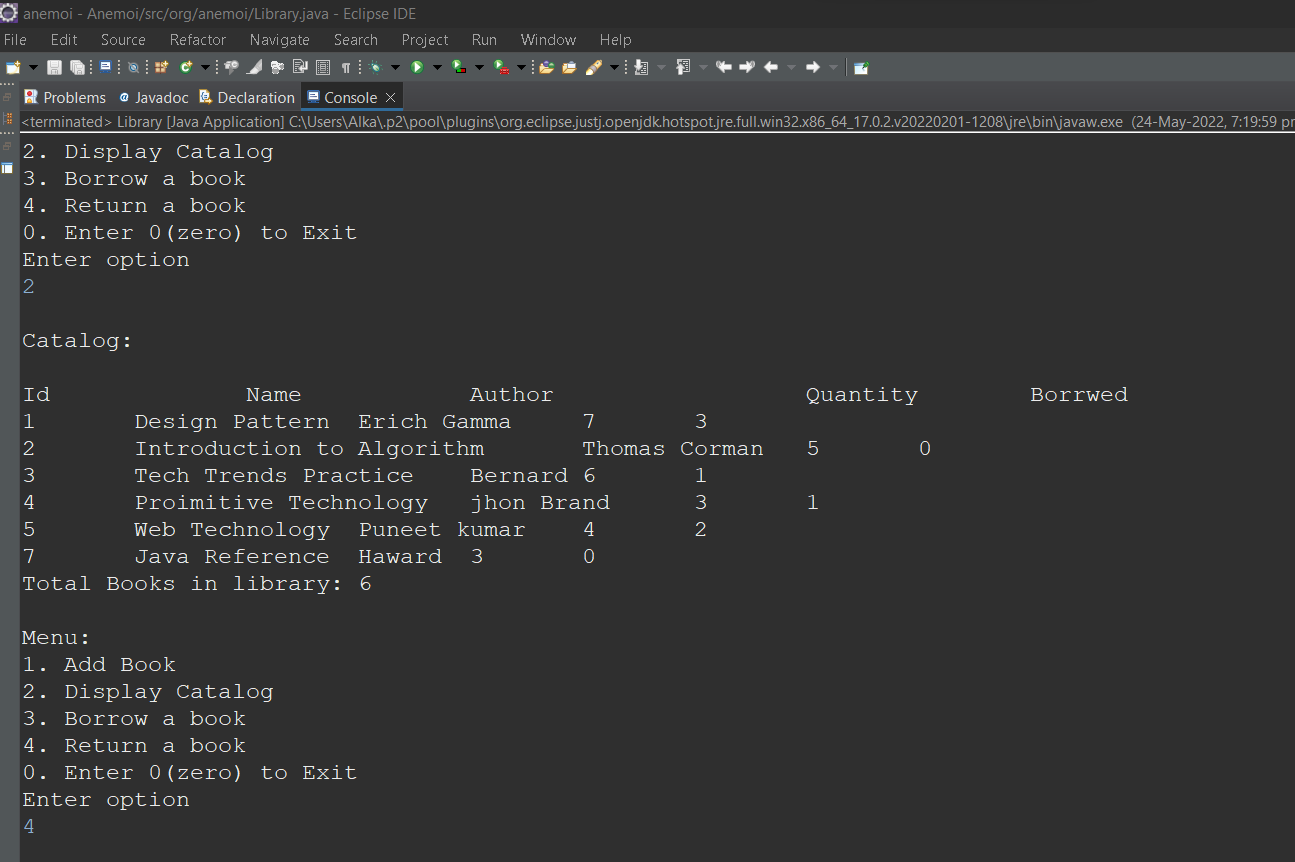 anemoi - Anemoi/src/org/anemoi/Library.java - Eclipse IDE
File Edit Source Refactor Navigate Search Project Run Window Help
Problems @ Javadoc Declaration Console
<terminated> Library [Java Application] C:\Users\Alka\.p2\pool\plugins\org.eclipse.justj.openjdk.hotspot.jre.full.win32.x86_64_17.0.2.v20220201-1208\jre\bin\javaw.exe (24-May-2022, 7:19:59 pr
2. Display Catalog
3. Borrow a book
4. Return a book
0. Enter 0(zero) to Exit
Enter option
2
Catalog:
Id Name Author Quantity Borrwed
1 Design Pattern Erich Gamma 7 3
2 Introduction to Algorithm Thomas Corman 5 0
3 Tech Trends Practice Bernard 6 1
4 Proimitive Technology jhon Brand 3 1
5 Web Technology Puneet kumar 4 2
7 Java Reference Haward 3 0
Total Books in library: 6
Menu:
1. Add Book
2. Display Catalog
3. Borrow a book
4. Return a book
0. Enter 0(zero) to Exit
Enter option
4